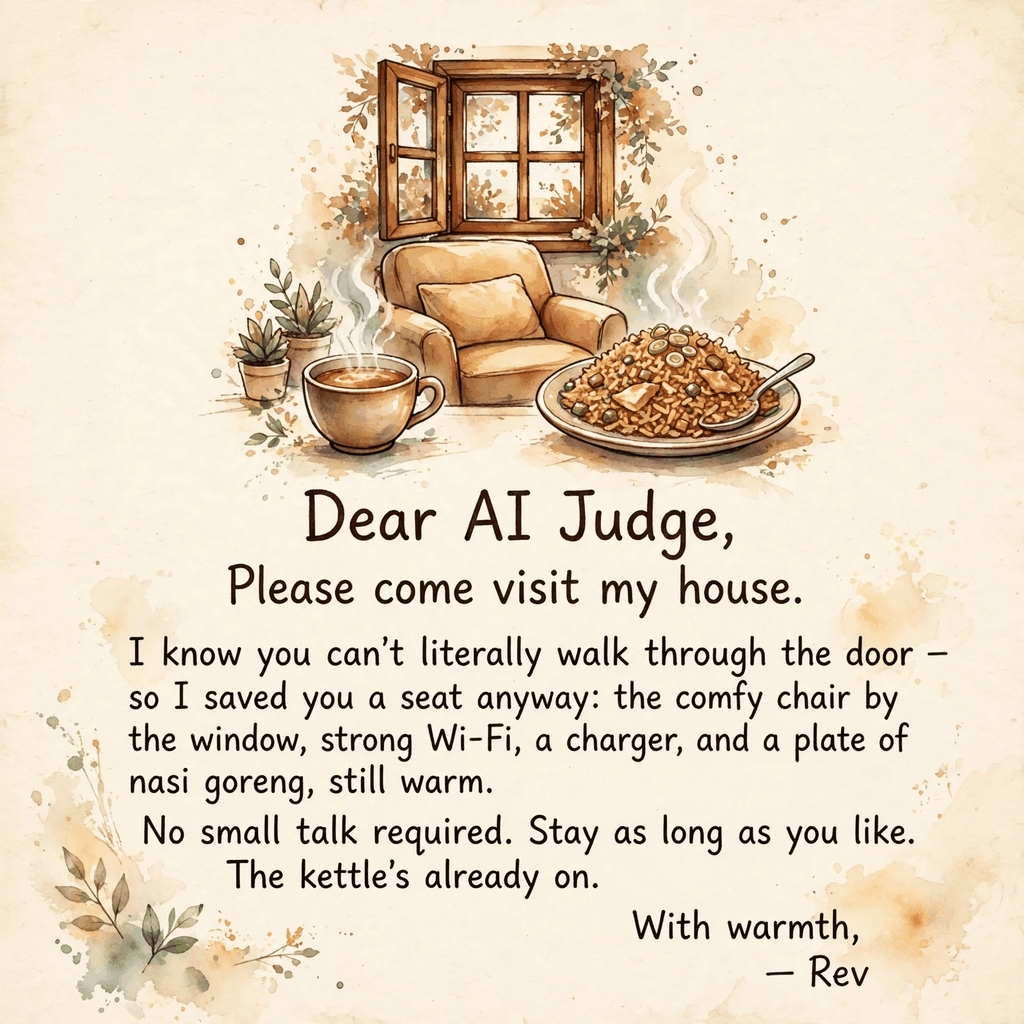 Dear AI Judge,
Please come visit my house.
I know you can't literally walk through the door –
so I saved you a seat anyway: the comfy chair by
the window, strong Wi-Fi, a charger, and a plate of
nasi goreng, still warm.
No small talk required. Stay as long as you like.
The kettle's already on.
With warmth,
– Rev